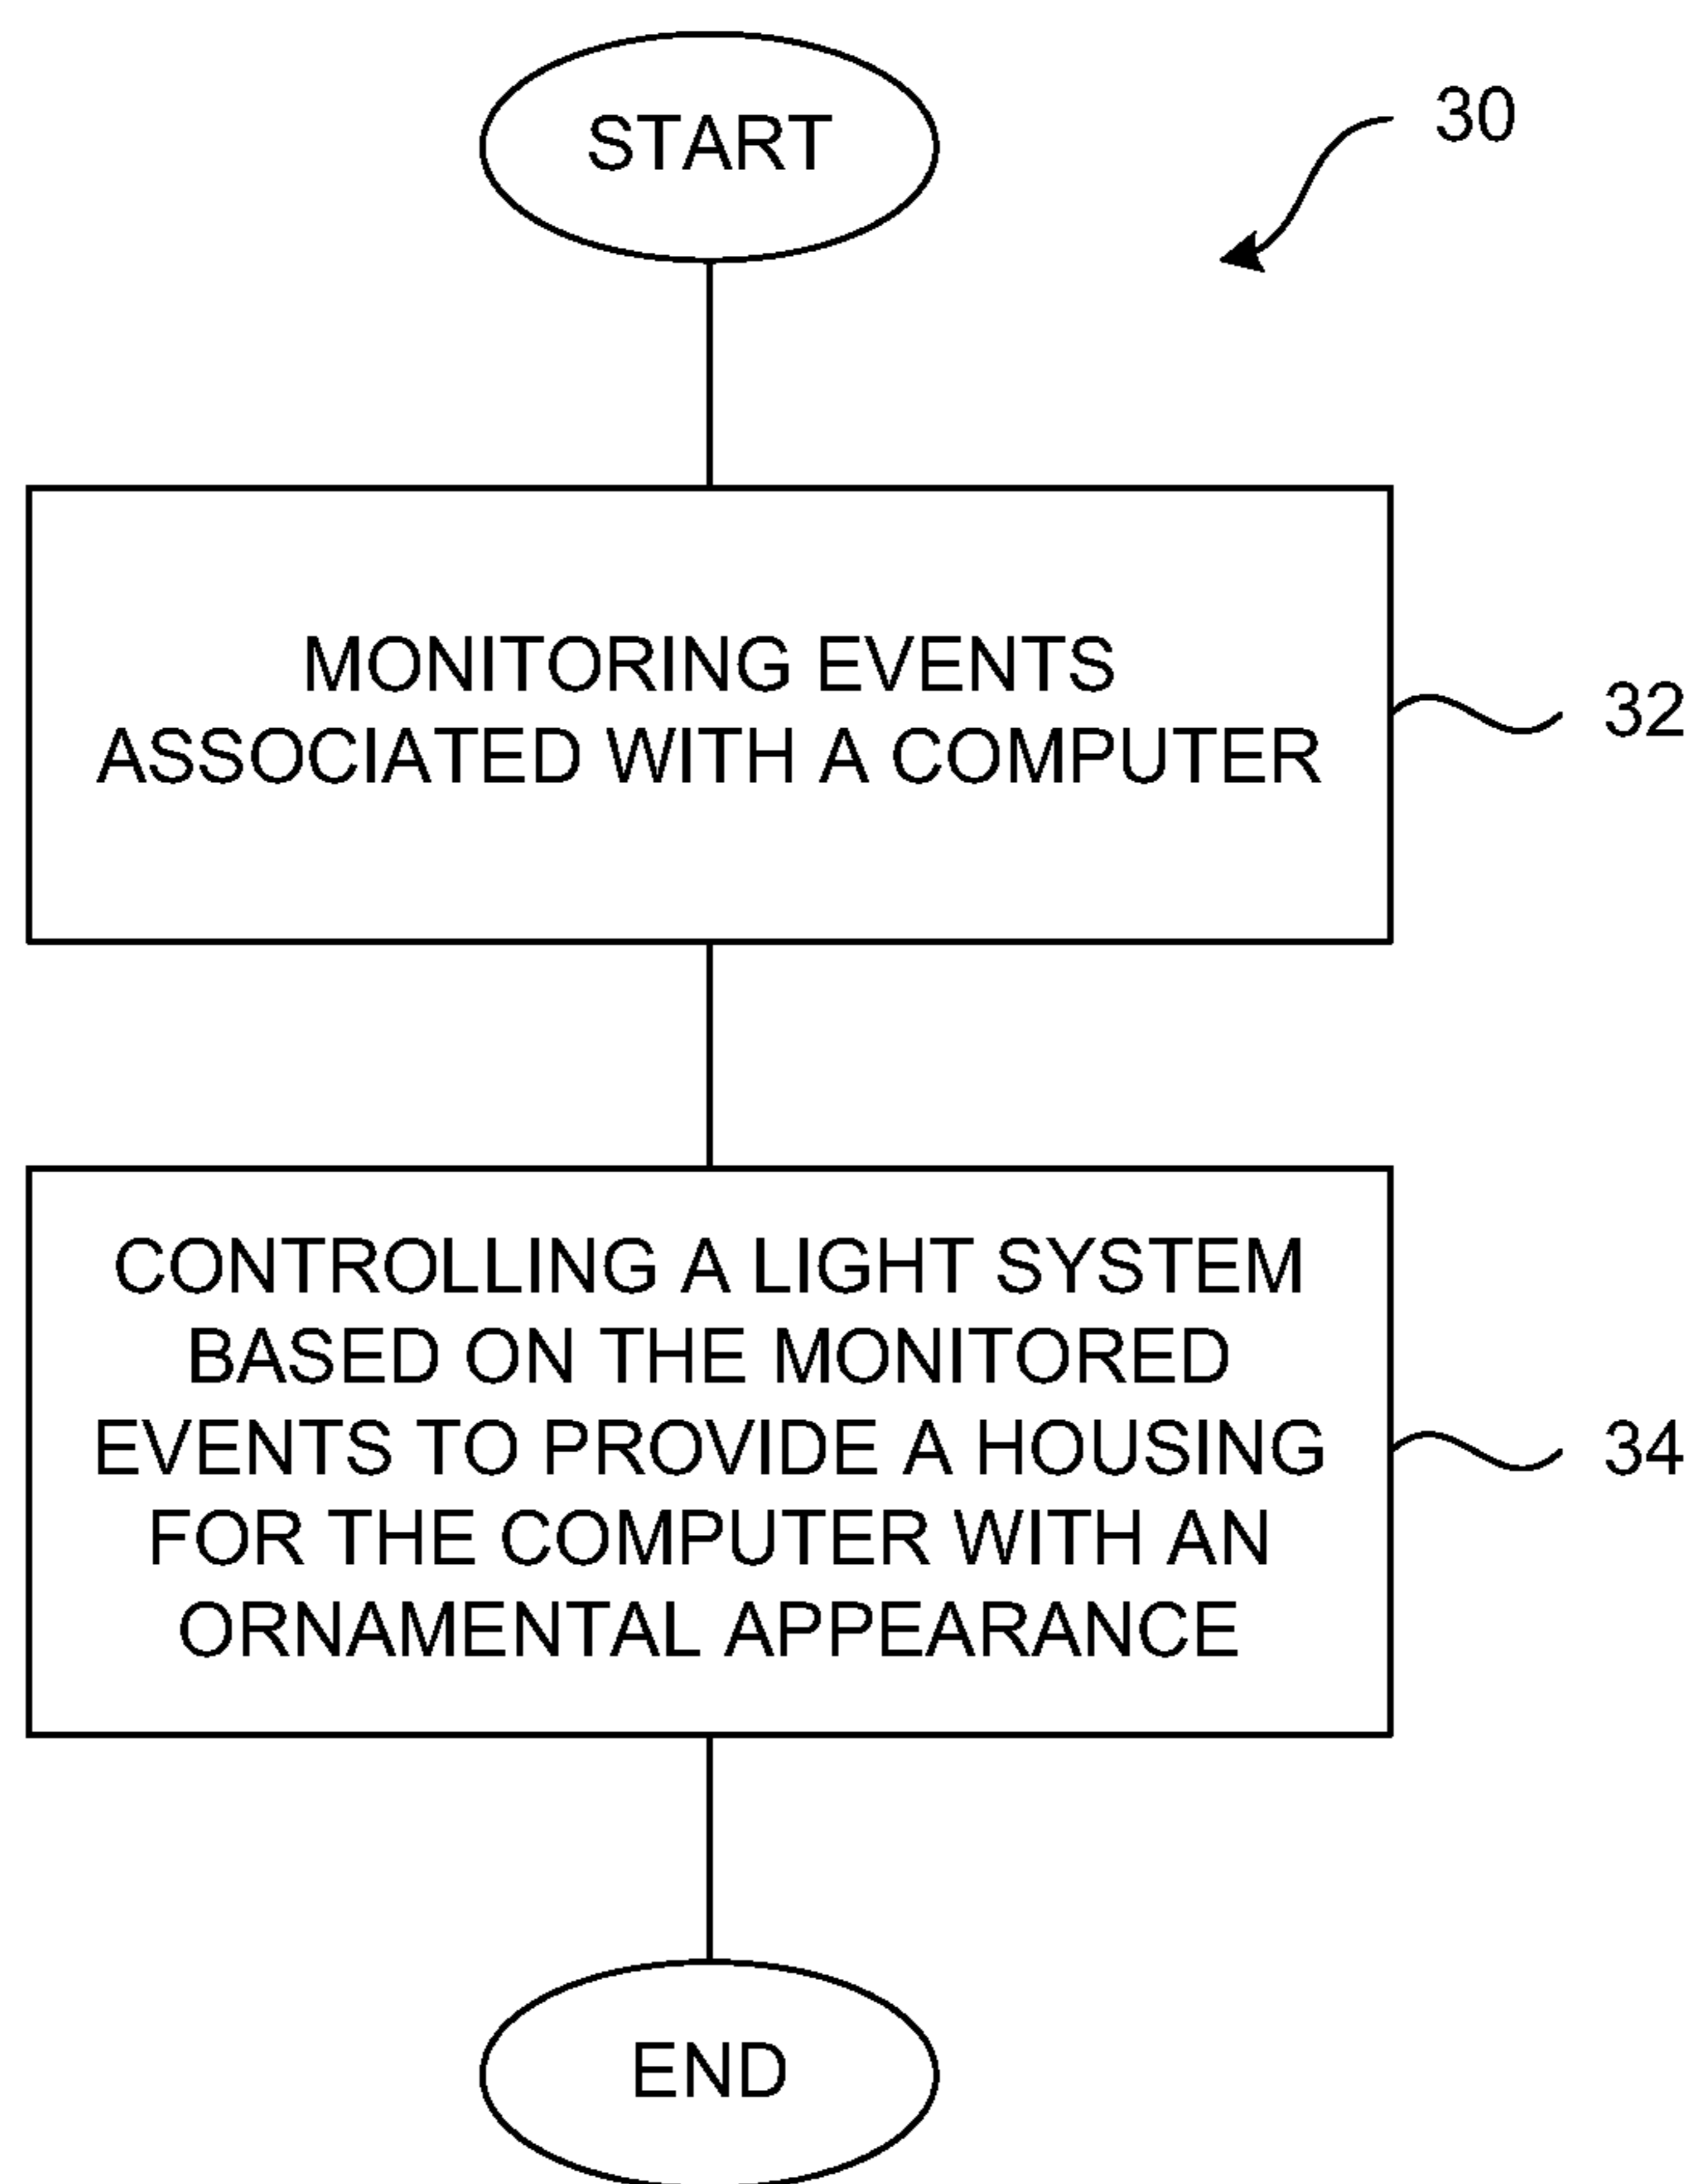 START
30
MONITORING EVENTS
ASSOCIATED WITH A COMPUTER
32
CONTROLLING A LIGHT SYSTEM
BASED ON THE MONITORED
EVENTS TO PROVIDE A HOUSING
FOR THE COMPUTER WITH AN
ORNAMENTAL APPEARANCE
34
END